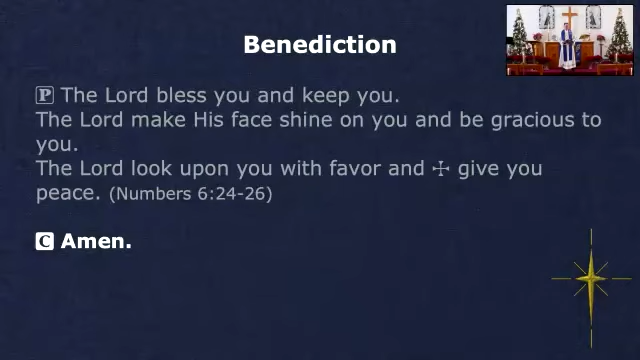 Benediction
P The Lord bless you and keep you.
The Lord make His face shine on you and be gracious to
you.
The Lord look upon you with favor and ☩ give you
peace. (Numbers 6:24-26)
C Amen.